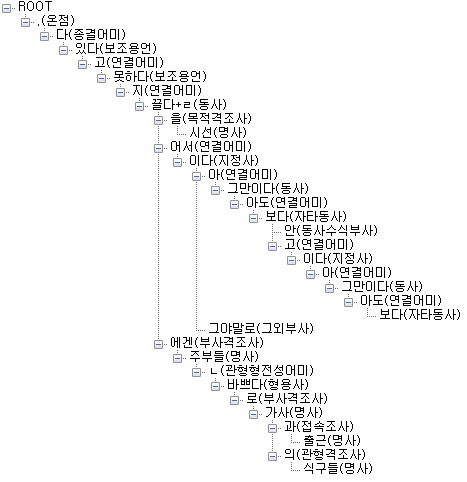 ROOT
.(온점)
다(종결어미)
있다(보조용언)
고(연결어미)
못하다(보조용언)
지(연결어미)
끌다+ㄹ(동사)
을(목적격조사)
시선(명사)
어서(연결어미)
이다(지정사)
아(연결어미)
그만이다(동사)
아도(연결어미)
보다(자타동사)
안(동사수식부사)
고(연결어미)
이다(지정사)
아(연결어미)
그만이다(동사)
아도(연결어미)
보다(자타동사)
그야말로(그외부사)
에겐(부사격조사)
주부들(명사)
ㄴ(관형형전성어미)
바쁘다(형용사)
로(부사격조사)
가사(명사)
과(접속조사)
출근(명사)
의(관형격조사)
식구들(명사)